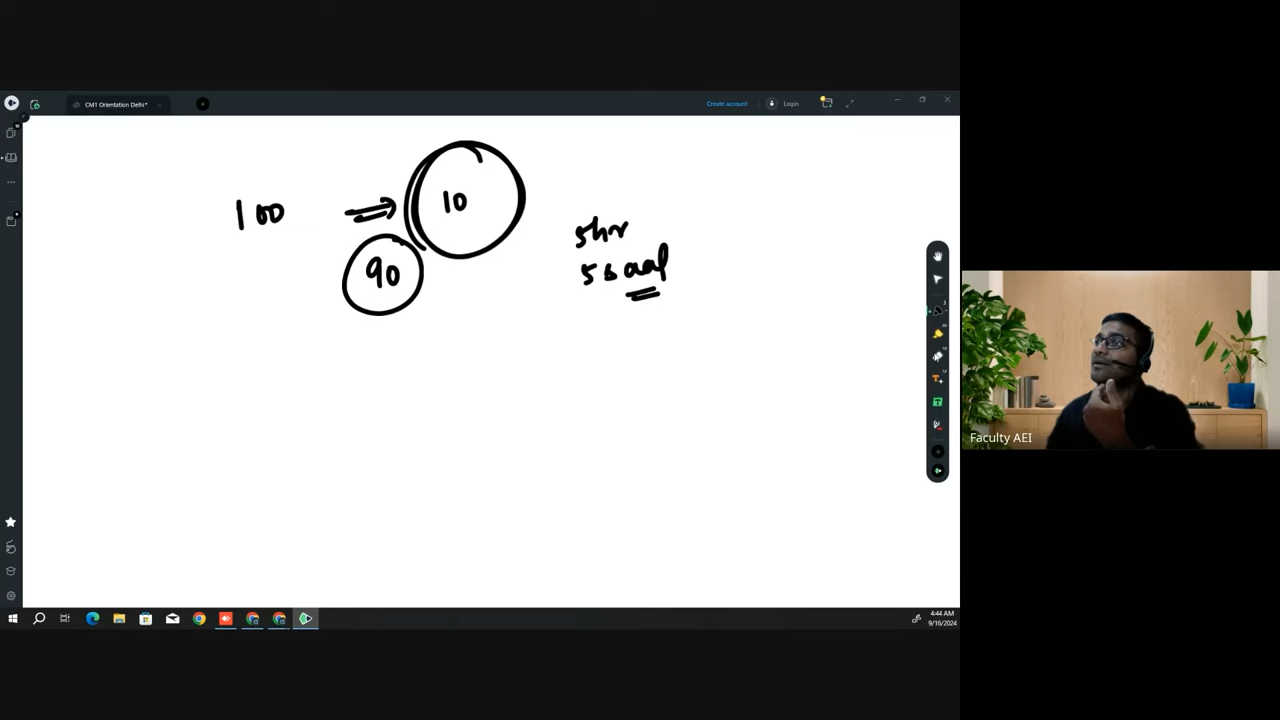 CM1 Orientation Delhi*
Create account
Login
100
10
90
5hr
5 saal
Faculty AEI
4:44 AM
9/16/2024